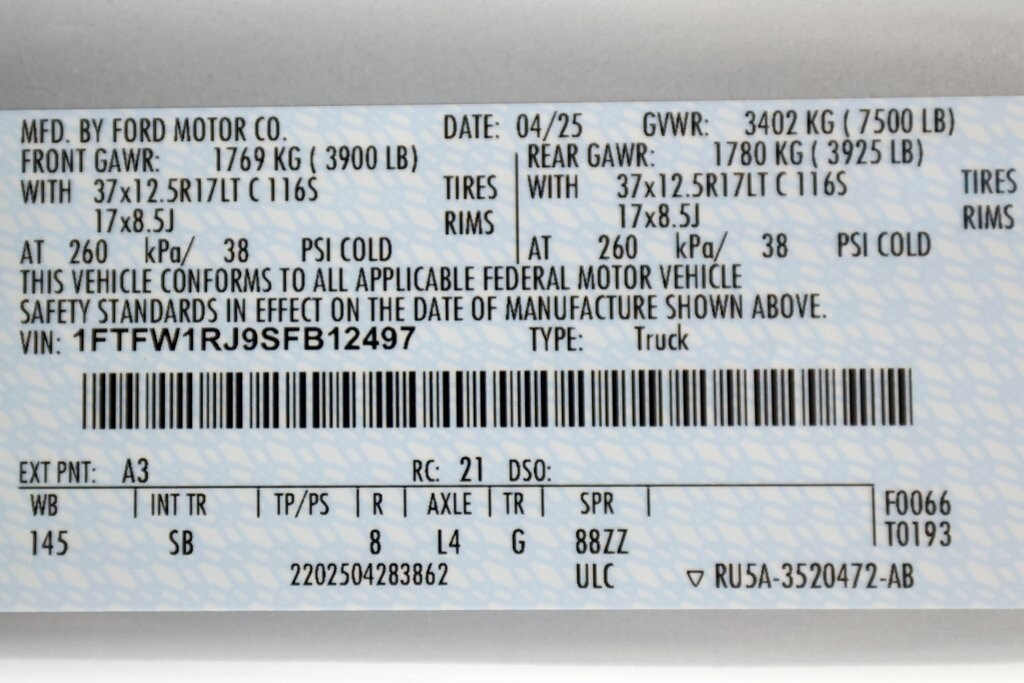 MFD. BY FORD MOTOR CO. DATE: 04/25 GVWR: 3402 KG ( 7500 LB)
FRONT GAWR: 1769 KG ( 3900 LB) REAR GAWR: 1780 KG ( 3925 LB)
WITH 37x12.5R17LT C 116S TIRES WITH 37x12.5R17LT C 116S TIRES
17x8.5J RIMS 17x8.5J RIMS
AT 260 kPa/ 38 PSI COLD AT 260 kPa/ 38 PSI COLD
THIS VEHICLE CONFORMS TO ALL APPLICABLE FEDERAL MOTOR VEHICLE
SAFETY STANDARDS IN EFFECT ON THE DATE OF MANUFACTURE SHOWN ABOVE.
VIN: 1FTFW1RJ9SFB12497 TYPE: Truck
EXT PNT: A3 RC: 21 DSO:
WB INT TR TP/PS R AXLE TR SPR F0066
145 SB 8 L4 G 88ZZ T0193
2202504283862 ULC ▽ RU5A-3520472-AB